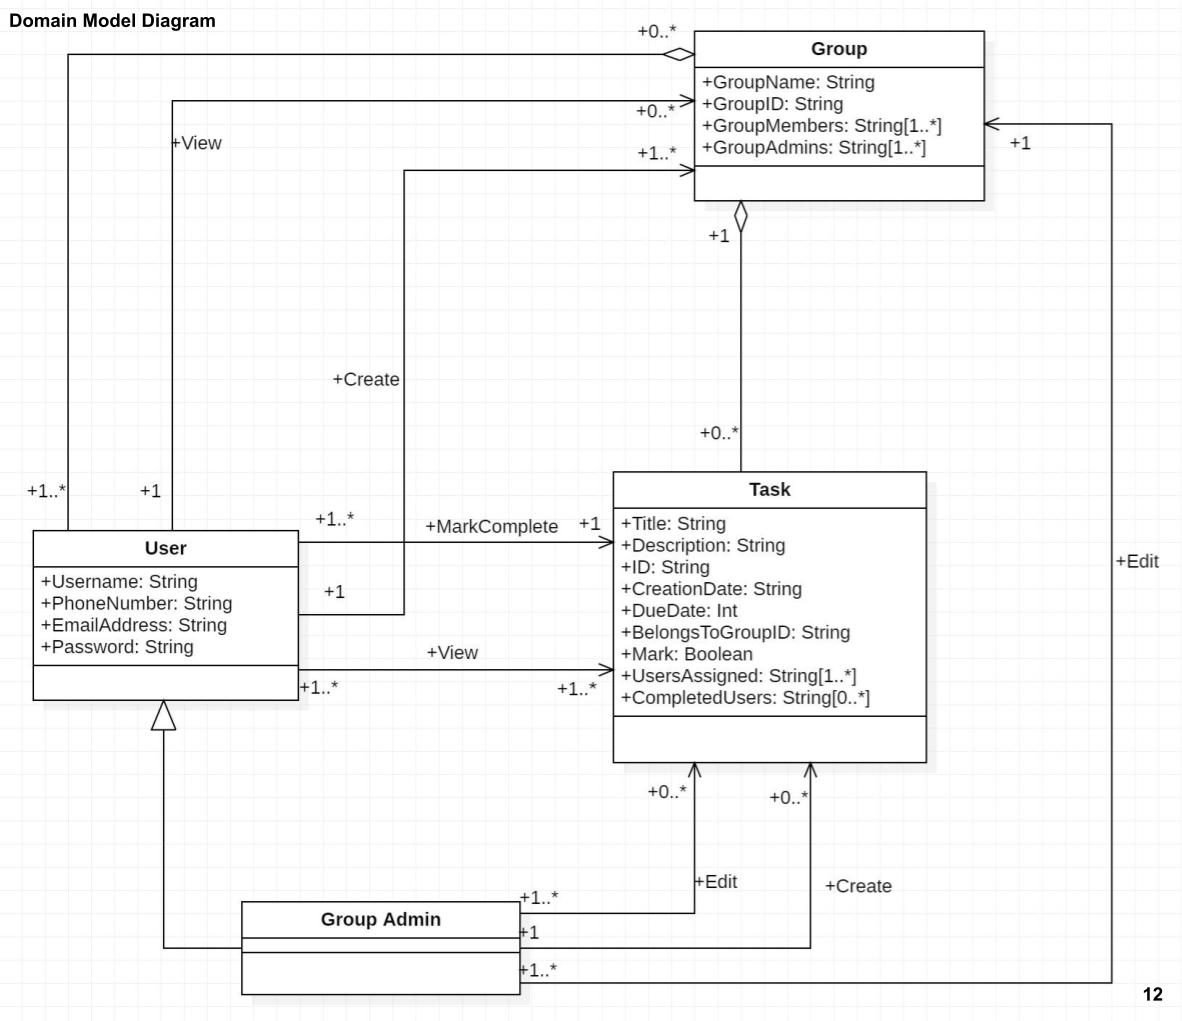 Domain Model Diagram
+0..*
Group
+GroupName: String
+GroupID: String
+GroupMembers: String[1..*]
+GroupAdmins: String[1..*]
+0..*
+View
+1..*
+1
+1
+Create
+0..*
+1..*
+1
Task
+Title: String
+Description: String
+ID: String
+CreationDate: String
+DueDate: Int
+BelongsToGroupID: String
+Mark: Boolean
+UsersAssigned: String[1..*]
+CompletedUsers: String[0..*]
+1..*
+MarkComplete
+1
User
+Username: String
+PhoneNumber: String
+EmailAddress: String
+Password: String
+1
+Edit
+View
+1..*
+1..*
+0..*
+0..*
+Edit
+Create
+1..*
Group Admin
+1
+1..*
12